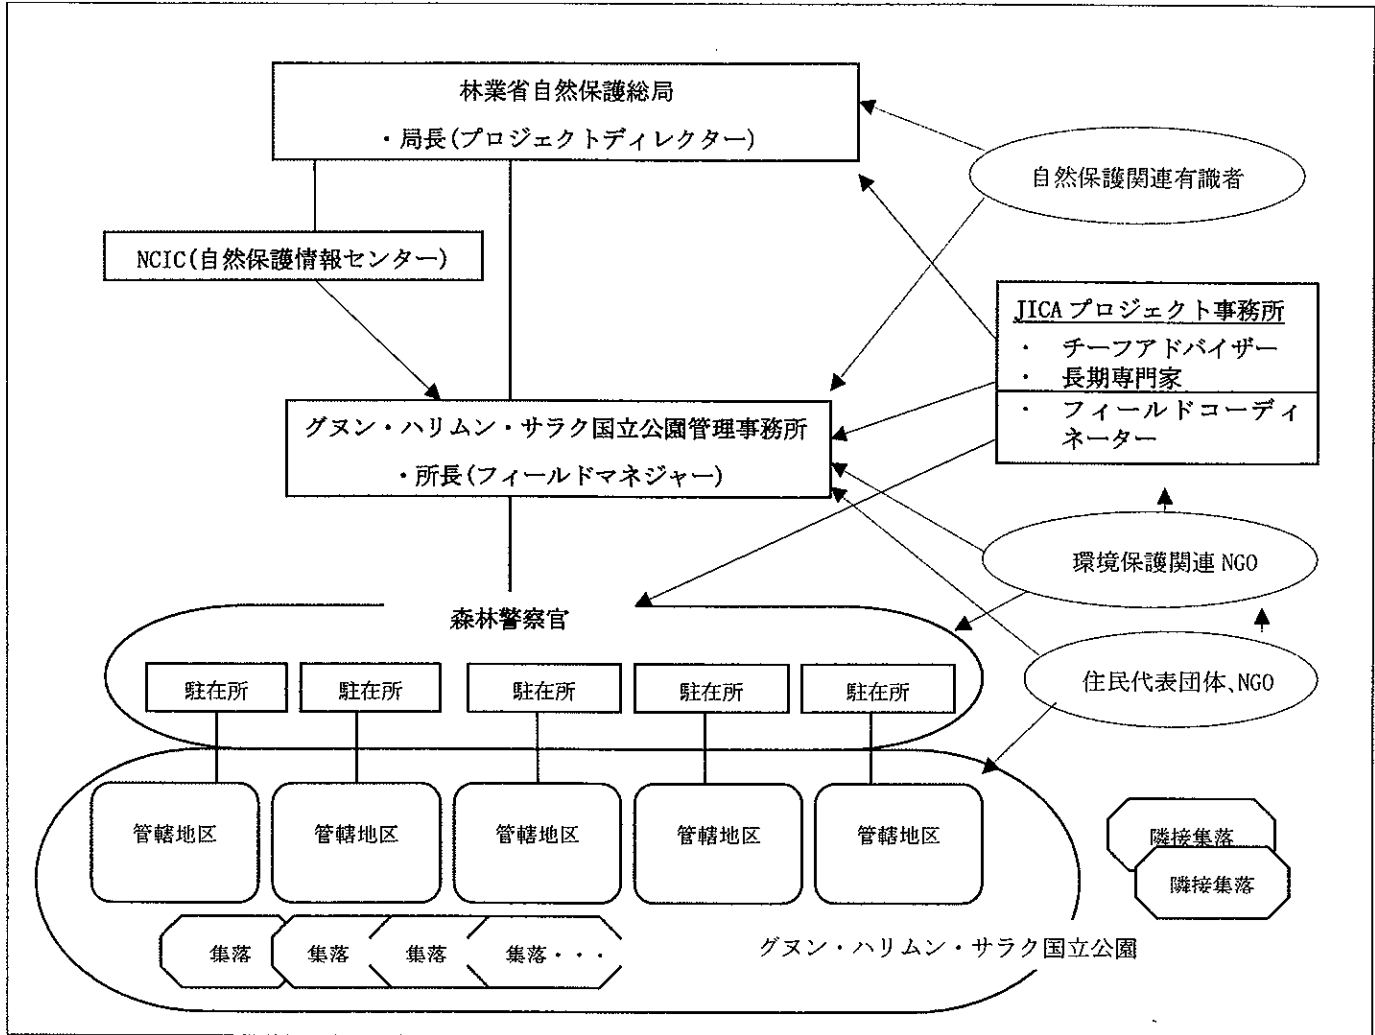 林業省自然保護総局
・局長(プロジェクトディレクター)
自然保護関連有識者
NCIC(自然保護情報センター)
JICA プロジェクト事務所
・ チーフアドバイザー
・ 長期専門家
・ フィールドコーディ
ネーター
グヌン・ハリムン・サラク国立公園管理事務所
・所長(フィールドマネジャー)
環境保護関連 NGO
森林警察官
住民代表団体、NGO
駐在所
駐在所
駐在所
駐在所
駐在所
管轄地区
管轄地区
管轄地区
管轄地区
管轄地区
隣接集落
隣接集落
集落
集落
集落
集落・・・
グヌン・ハリムン・サラク国立公園